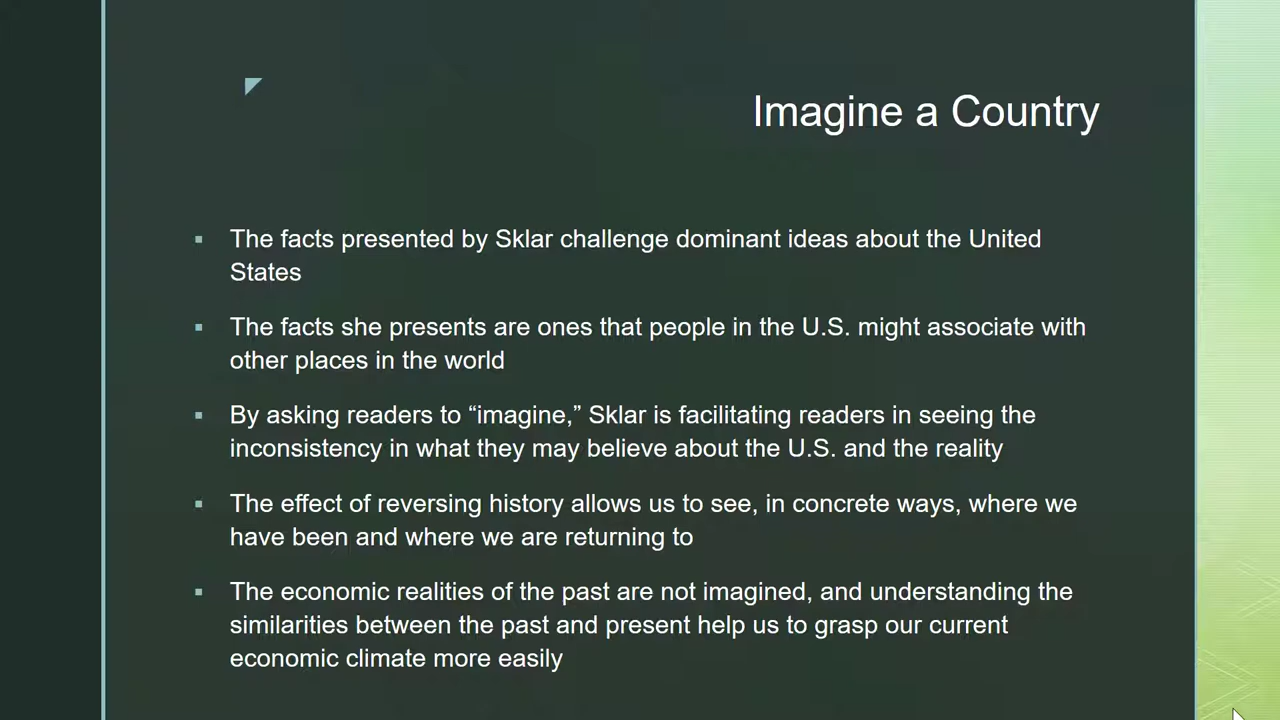 Imagine a Country
The facts presented by Sklar challenge dominant ideas about the United
States
The facts she presents are ones that people in the U.S. might associate with
other places in the world
By asking readers to “imagine,” Sklar is facilitating readers in seeing the
inconsistency in what they may believe about the U.S. and the reality
The effect of reversing history allows us to see, in concrete ways, where we
have been and where we are returning to
The economic realities of the past are not imagined, and understanding the
similarities between the past and present help us to grasp our current
economic climate more easily